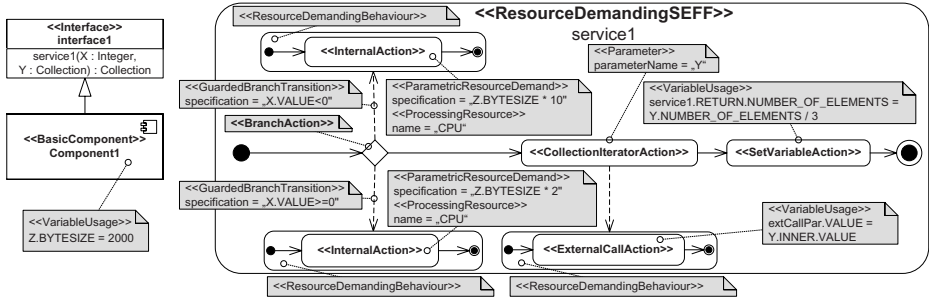 <<Interface>>
interface1
service1(X : Integer,
Y : Collection) : Collection
<<BasicComponent>>
Component1
<<VariableUsage>>
Z.BYTESIZE = 2000
<<ResourceDemandingSEFF>>
service1
<<ResourceDemandingBehaviour>>
<<InternalAction>>
<<GuardedBranchTransition>>
specification = „X.VALUE<0"
<<ParametricResourceDemand>>
specification = „Z.BYTESIZE * 10"
<<ProcessingResource>>
name = „CPU"
<<Parameter>>
parameterName = „Y"
<<VariableUsage>>
service1.RETURN.NUMBER_OF_ELEMENTS =
Y.NUMBER_OF_ELEMENTS / 3
<<BranchAction>>
<<CollectionIteratorAction>>
<<SetVariableAction>>
<<GuardedBranchTransition>>
specification = „X.VALUE>=0"
<<ParametricResourceDemand>>
specification = „Z.BYTESIZE * 2"
<<ProcessingResource>>
name = „CPU"
<<VariableUsage>>
extCallPar.VALUE =
Y.INNER.VALUE
<<InternalAction>>
<<ExternalCallAction>>
<<ResourceDemandingBehaviour>>
<<ResourceDemandingBehaviour>>